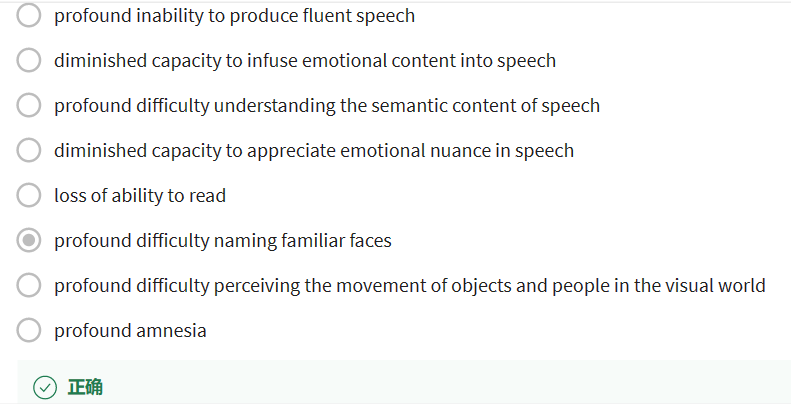 profound inability to produce fluent speech
diminished capacity to infuse emotional content into speech
profound difficulty understanding the semantic content of speech
diminished capacity to appreciate emotional nuance in speech
loss of ability to read
profound difficulty naming familiar faces
profound difficulty perceiving the movement of objects and people in the visual world
profound amnesia
正确